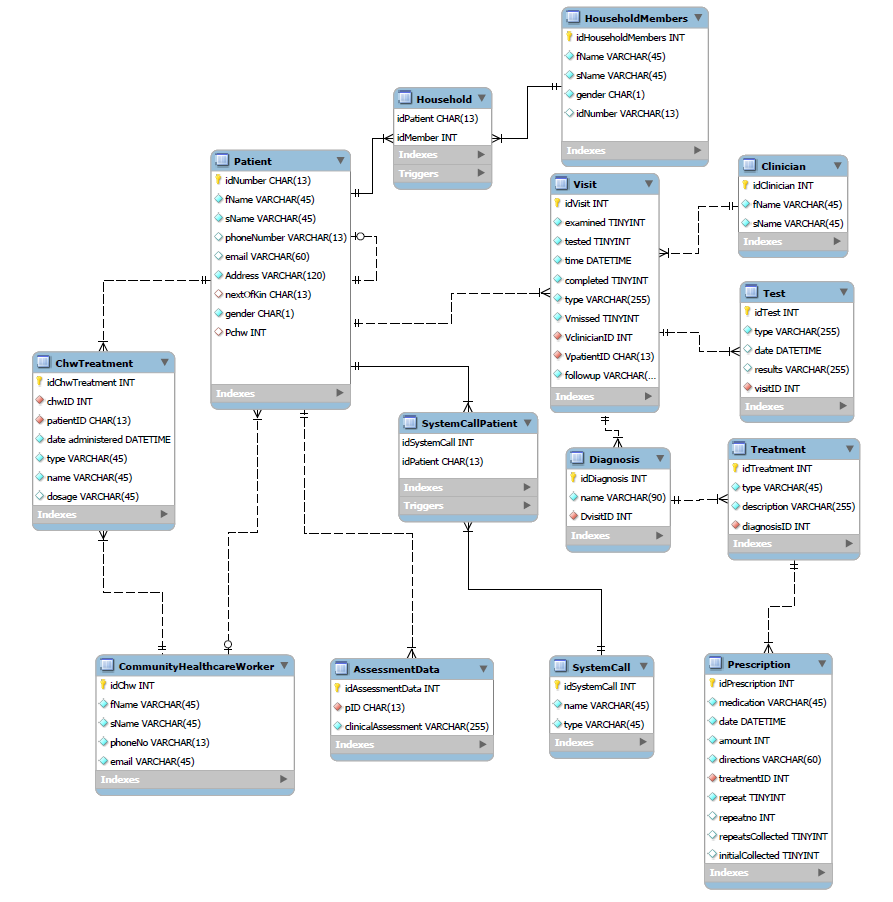 HouseholdMembers
idHouseholdMembers INT
fName VARCHAR(45)
sName VARCHAR(45)
gender CHAR(1)
idNumber VARCHAR(13)
Indexes
Household
idPatient CHAR(13)
idMember INT
Indexes
Triggers
Patient
idNumber CHAR(13)
fName VARCHAR(45)
sName VARCHAR(45)
phoneNumber VARCHAR(13)
email VARCHAR(60)
Address VARCHAR(120)
nextOfKin CHAR(13)
gender CHAR(1)
Pchw INT
Indexes
Visit
idVisit INT
examined TINYINT
tested TINYINT
time DATETIME
completed TINYINT
type VARCHAR(255)
Vmissed TINYINT
VclinicianID INT
VpatientID CHAR(13)
followup VARCHAR(...
Indexes
Clinician
idClinician INT
fName VARCHAR(45)
sName VARCHAR(45)
Indexes
Test
idTest INT
type VARCHAR(255)
date DATETIME
results VARCHAR(255)
visitID INT
Indexes
ChwTreatment
idChwTreatment INT
chwID INT
patientID CHAR(13)
date administered DATETIME
type VARCHAR(45)
name VARCHAR(45)
dosage VARCHAR(45)
Indexes
SystemCallPatient
idSystemCall INT
idPatient CHAR(13)
Indexes
Triggers
Diagnosis
idDiagnosis INT
name VARCHAR(90)
DvisitID INT
Indexes
Treatment
idTreatment INT
type VARCHAR(45)
description VARCHAR(255)
diagnosisID INT
Indexes
CommunityHealthcareWorker
idChw INT
fName VARCHAR(45)
sName VARCHAR(45)
phoneNo VARCHAR(13)
email VARCHAR(45)
Indexes
AssessmentData
idAssessmentData INT
pID CHAR(13)
clinicalAssessment VARCHAR(255)
Indexes
SystemCall
idSystemCall INT
name VARCHAR(45)
type VARCHAR(45)
Indexes
Prescription
idPrescription INT
medication VARCHAR(45)
date DATETIME
amount INT
directions VARCHAR(60)
treatmentID INT
repeat TINYINT
repeatno INT
repeatsCollected TINYINT
initialCollected TINYINT
Indexes